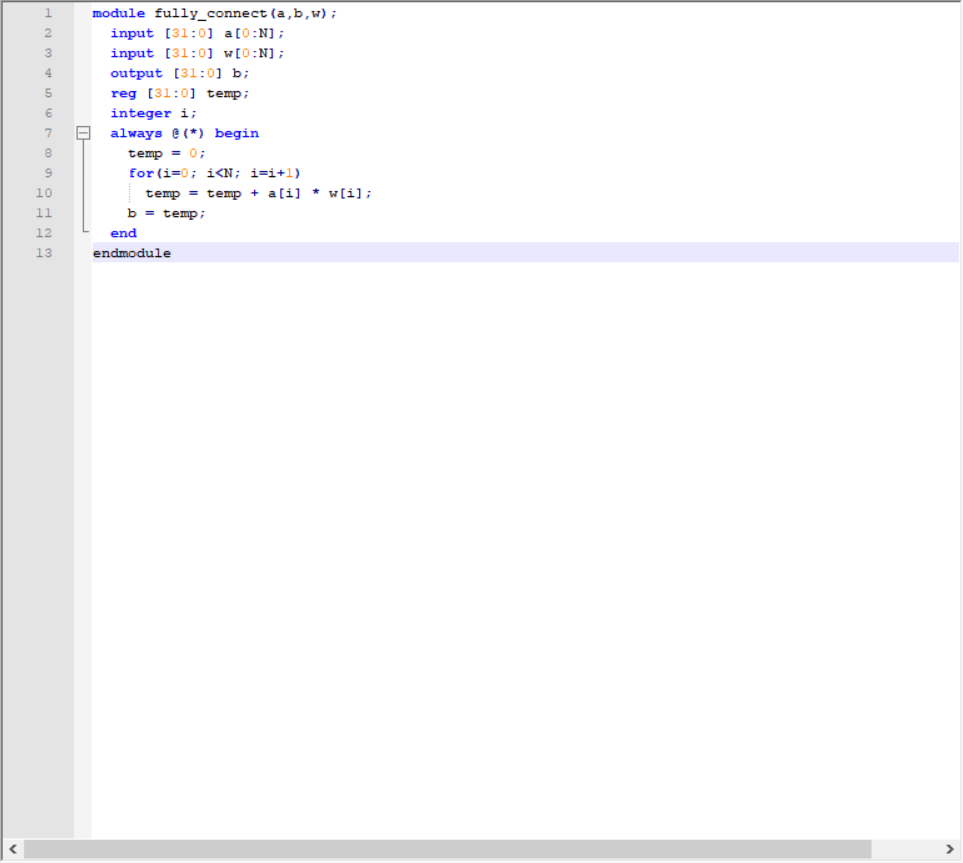 1 module fully_connect(a,b,w);
2 input [31:0] a[0:N];
3 input [31:0] w[0:N];
4 output [31:0] b;
5 reg [31:0] temp;
6 integer i;
7 always @(*) begin
8 temp = 0;
9 for(i=0; i<N; i=i+1)
10 temp = temp + a[i] * w[i];
11 b = temp;
12 end
13 endmodule